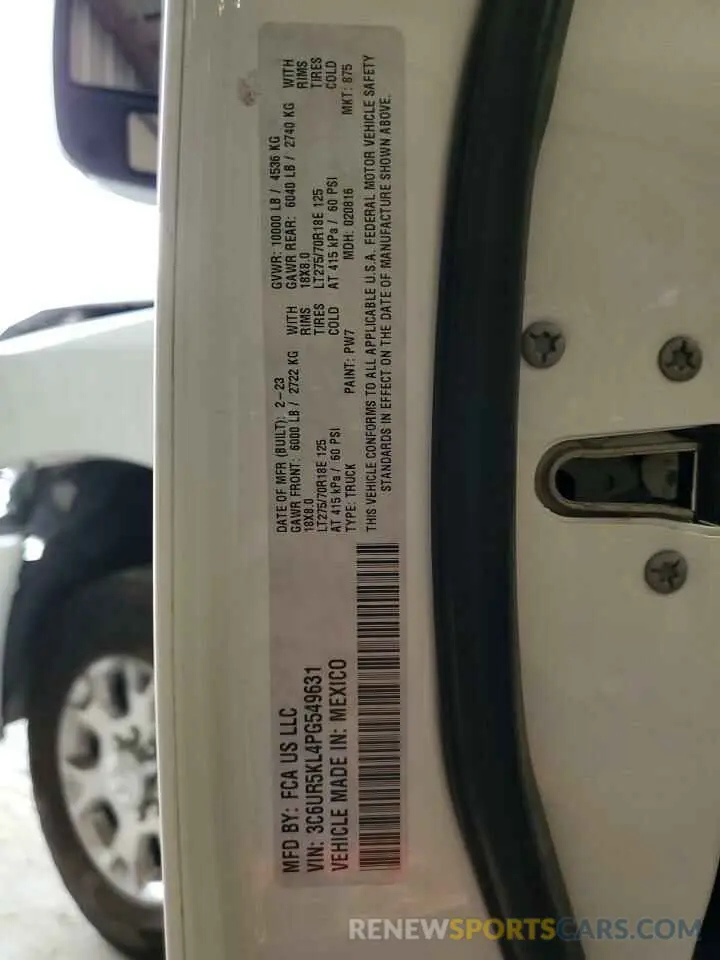 MFD BY: FCA US LLC
VIN: 3C6UR5KL4PG549631
VEHICLE MADE IN: MEXICO
DATE OF MFR (BUILT): 2-23
GAWR FRONT: 6000 LB / 2722 KG
18X8.0
LT275/70R18E 125
AT 415 kPa / 60 PSI
TYPE: TRUCK
WITH
RIMS
TIRES
COLD
PAINT: PW7
GVWR: 10000 LB / 4536 KG
GAWR REAR: 6040 LB / 2740 KG
18X8.0
LT275/70R18E 125
AT 415 kPa / 60 PSI
MDH: 020816
WITH
RIMS
TIRES
COLD
MKT: 875
THIS VEHICLE CONFORMS TO ALL APPLICABLE U.S.A. FEDERAL MOTOR VEHICLE SAFETY
STANDARDS IN EFFECT ON THE DATE OF MANUFACTURE SHOWN ABOVE.
RENEWSPORTSCARS.COM